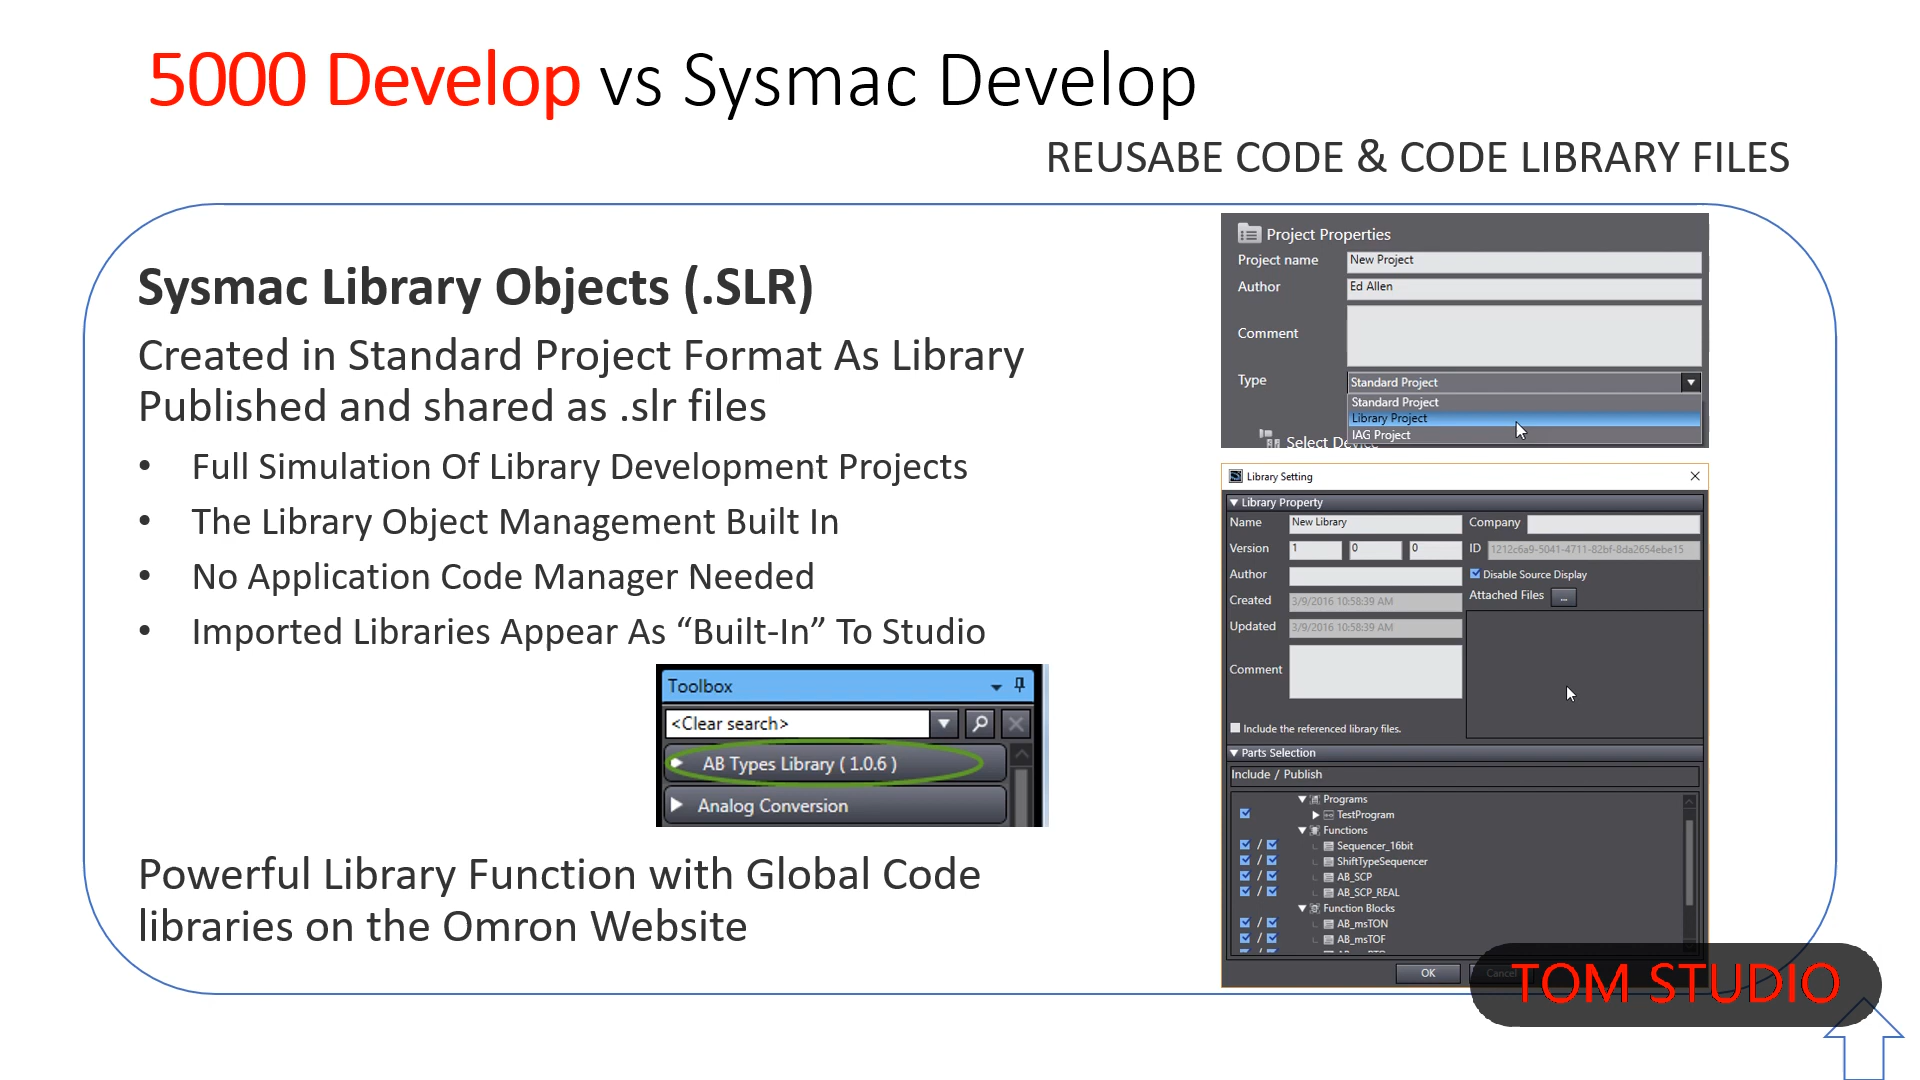 5000 Develop vs Sysmac Develop
REUSABE CODE & CODE LIBRARY FILES
Sysmac Library Objects (.SLR)
Created in Standard Project Format As Library
Published and shared as .slr files
• Full Simulation Of Library Development Projects
• The Library Object Management Built In
• No Application Code Manager Needed
• Imported Libraries Appear As “Built-In” To Studio
Toolbox
<Clear search>
AB Types Library ( 1.0.6 )
Analog Conversion
Powerful Library Function with Global Code
libraries on the Omron Website
Project Properties
Project name New Project
Author Ed Allen
Comment
Type Standard Project
Standard Project
Library Project
IAG Project
Select Device
Library Setting
Library Property
Name New Library Company
Version 1 0 0 ID 1212c6a9-5041-4711-82bf-8da2654ebe15
Author Disable Source Display
Created 3/9/2016 10:58:39 AM Attached Files ...
Updated 3/9/2016 10:58:39 AM
Comment
Include the referenced library files.
Parts Selection
Include / Publish
Programs
TestProgram
Functions
/ Sequencer_16bit
/ ShiftTypeSequencer
/ AB_SCP
/ AB_SCP_REAL
Function Blocks
/ AB_msTON
/ AB_msTOF
OK Cancel
TOM STUDIO